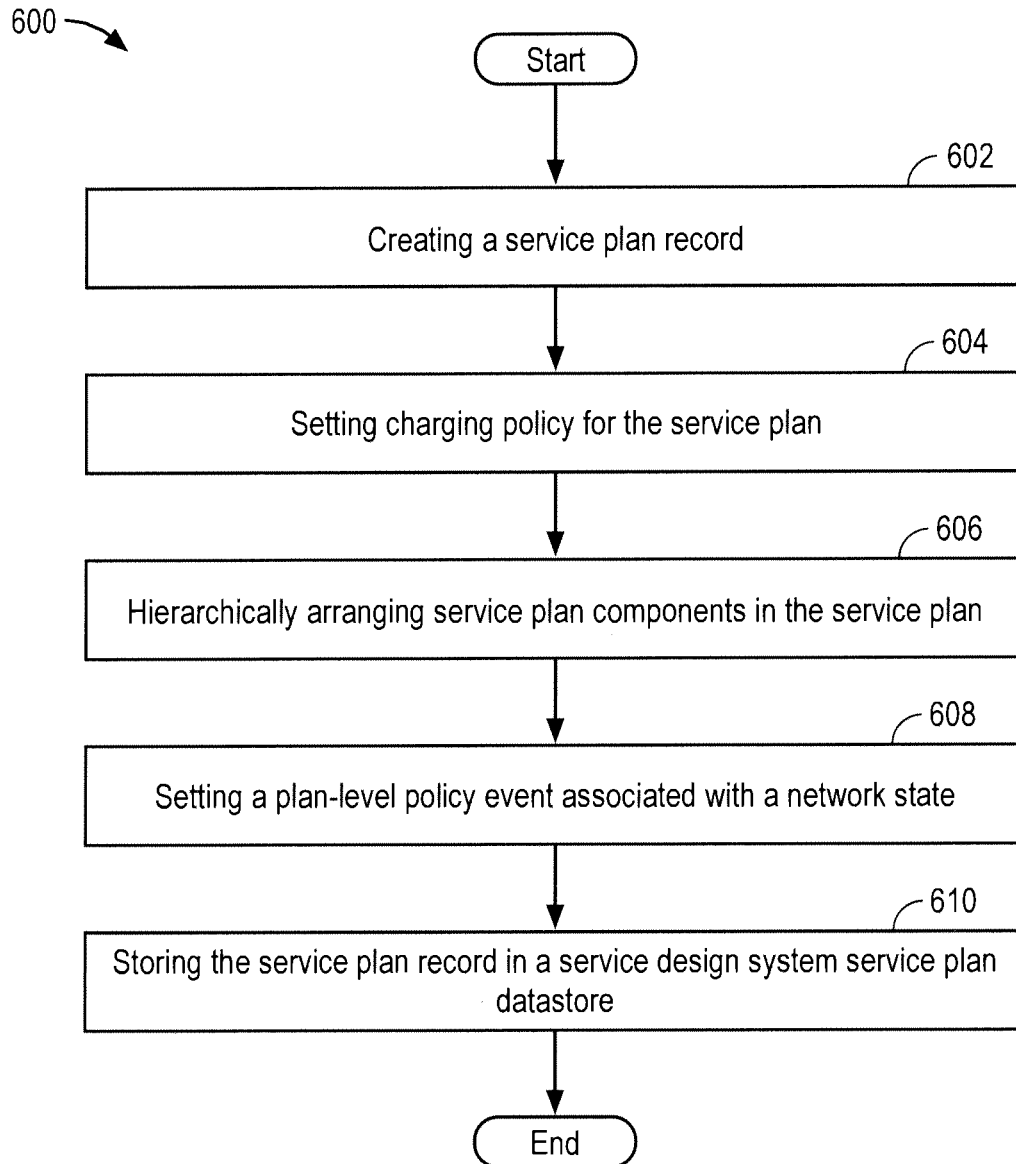 600
Start
602
Creating a service plan record
604
Setting charging policy for the service plan
606
Hierarchically arranging service plan components in the service plan
608
Setting a plan-level policy event associated with a network state
610
Storing the service plan record in a service design system service plan
datastore
End